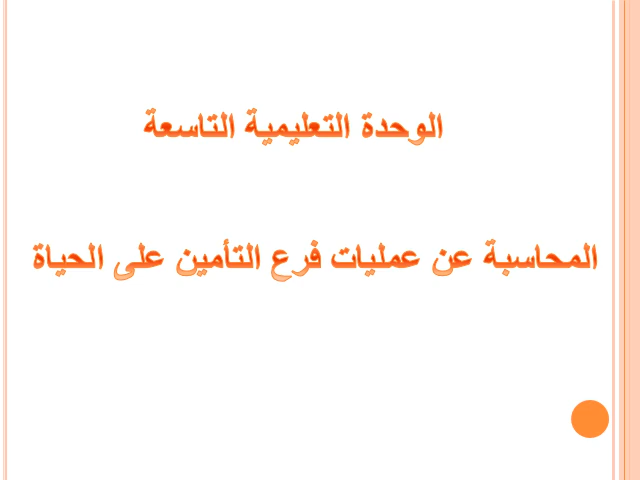 الوحدة التعليمية التاسعة
المحاسبة عن عمليات فرع التأمين على الحياة